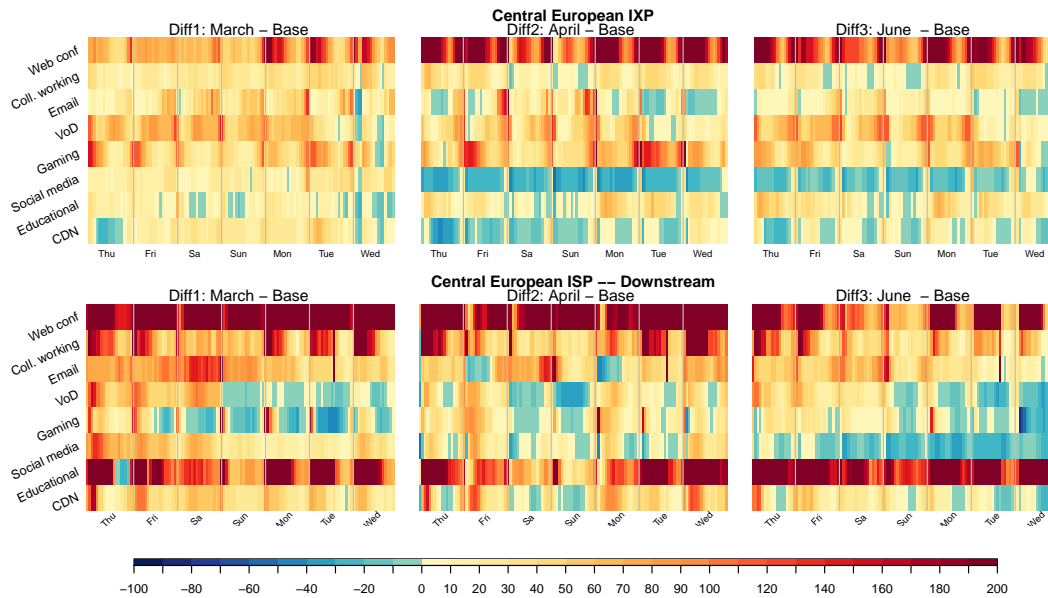 Central European IXP
Diff1: March − Base
Diff2: April − Base
Diff3: June − Base
Web conf
Coll. working
Email
VoD
Gaming
Social media
Educational
CDN
Thu Fri Sa Sun Mon Tue Wed
Thu Fri Sa Sun Mon Tue Wed
Thu Fri Sa Sun Mon Tue Wed
Central European ISP −− Downstream
Diff1: March − Base
Diff2: April − Base
Diff3: June − Base
Web conf
Coll. working
Email
VoD
Gaming
Social media
Educational
CDN
Thu Fri Sa Sun Mon Tue Wed
Thu Fri Sa Sun Mon Tue Wed
Thu Fri Sa Sun Mon Tue Wed
−100 −80 −60 −40 −20 0 10 20 30 40 50 60 70 80 90 100 120 140 160 180 200